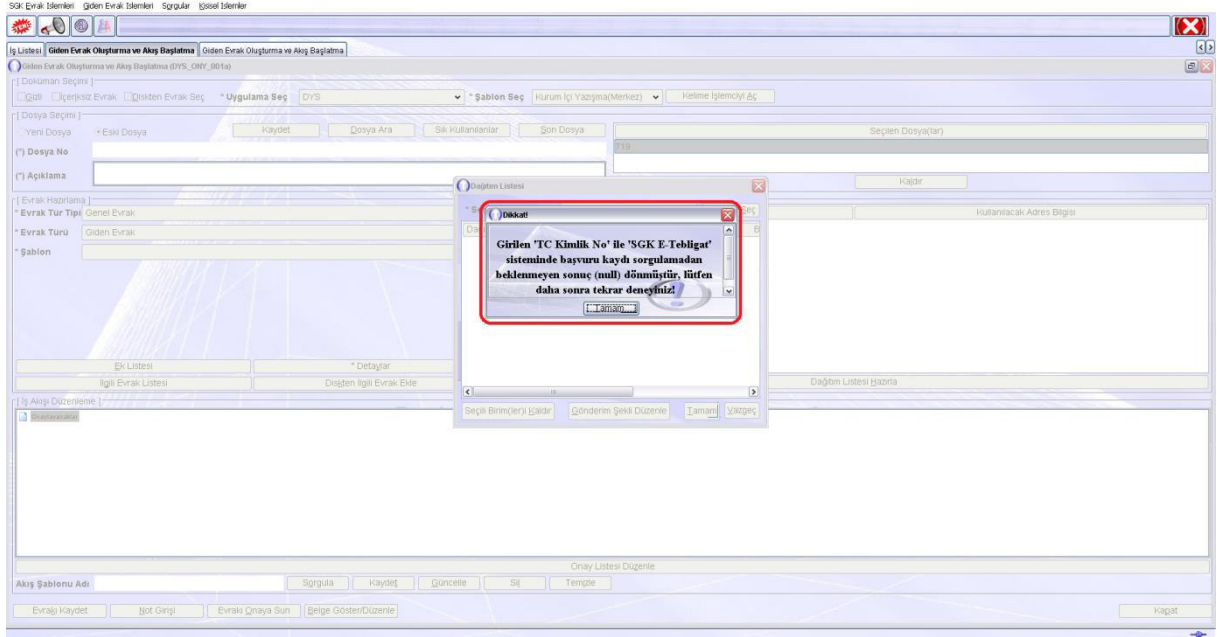 SGK Evrak İşlemleri Giden Evrak İşlemleri Sorgular Kişisel İşlemler
YENİ
İş Listesi Giden Evrak Oluşturma ve Akış Başlatma Giden Evrak Oluşturma ve Akış Başlatma
Giden Evrak Oluşturma ve Akış Başlatma (DYS_ONY_001a)
[ Doküman Seçimi ]
Gizli İçeriksiz Evrak Diskten Evrak Seç * Uygulama Seç DYS * Şablon Seç Kurum İçi Yazışma(Merkez) Kelime İşlemciyi Aç
[ Dosya Seçimi ]
Yeni Dosya Eski Dosya Kaydet Dosya Ara Sık Kullanılanlar Son Dosya Seçilen Dosya(lar)
(*) Dosya No 719
(*) Açıklama Kaldır
Dağıtım Listesi
[ Evrak Hazırlama ]
* Evrak Tür Tipi Genel Evrak Kullanılacak Adres Bilgisi
* Evrak Türü Giden Evrak
* Şablon
Seç
B
Dikkat!
Girilen 'TC Kimlik No' ile 'SGK E-Tebligat'
sisteminde başvuru kaydı sorgulamadan
beklenmeyen sonuç (null) dönmüştür, lütfen
daha sonra tekrar deneyiniz!
Tamam
Ek Listesi * Detaylar
İlgili Evrak Listesi Diskten İlgili Evrak Ekle Dağıtım Listesi Hazırla
Seçili Birim(ler)i Kaldır Gönderim Şekli Düzenle Tamam Vazgeç
[ İş Akışı Düzenleme ]
Onay Listesi Düzenle
Akış Şablonu Adı Sorgula Kaydet Güncelle Sil Temizle
Evrakı Kaydet Not Girişi Evrakı Onaya Sun Belge Göster/Düzenle Kapat